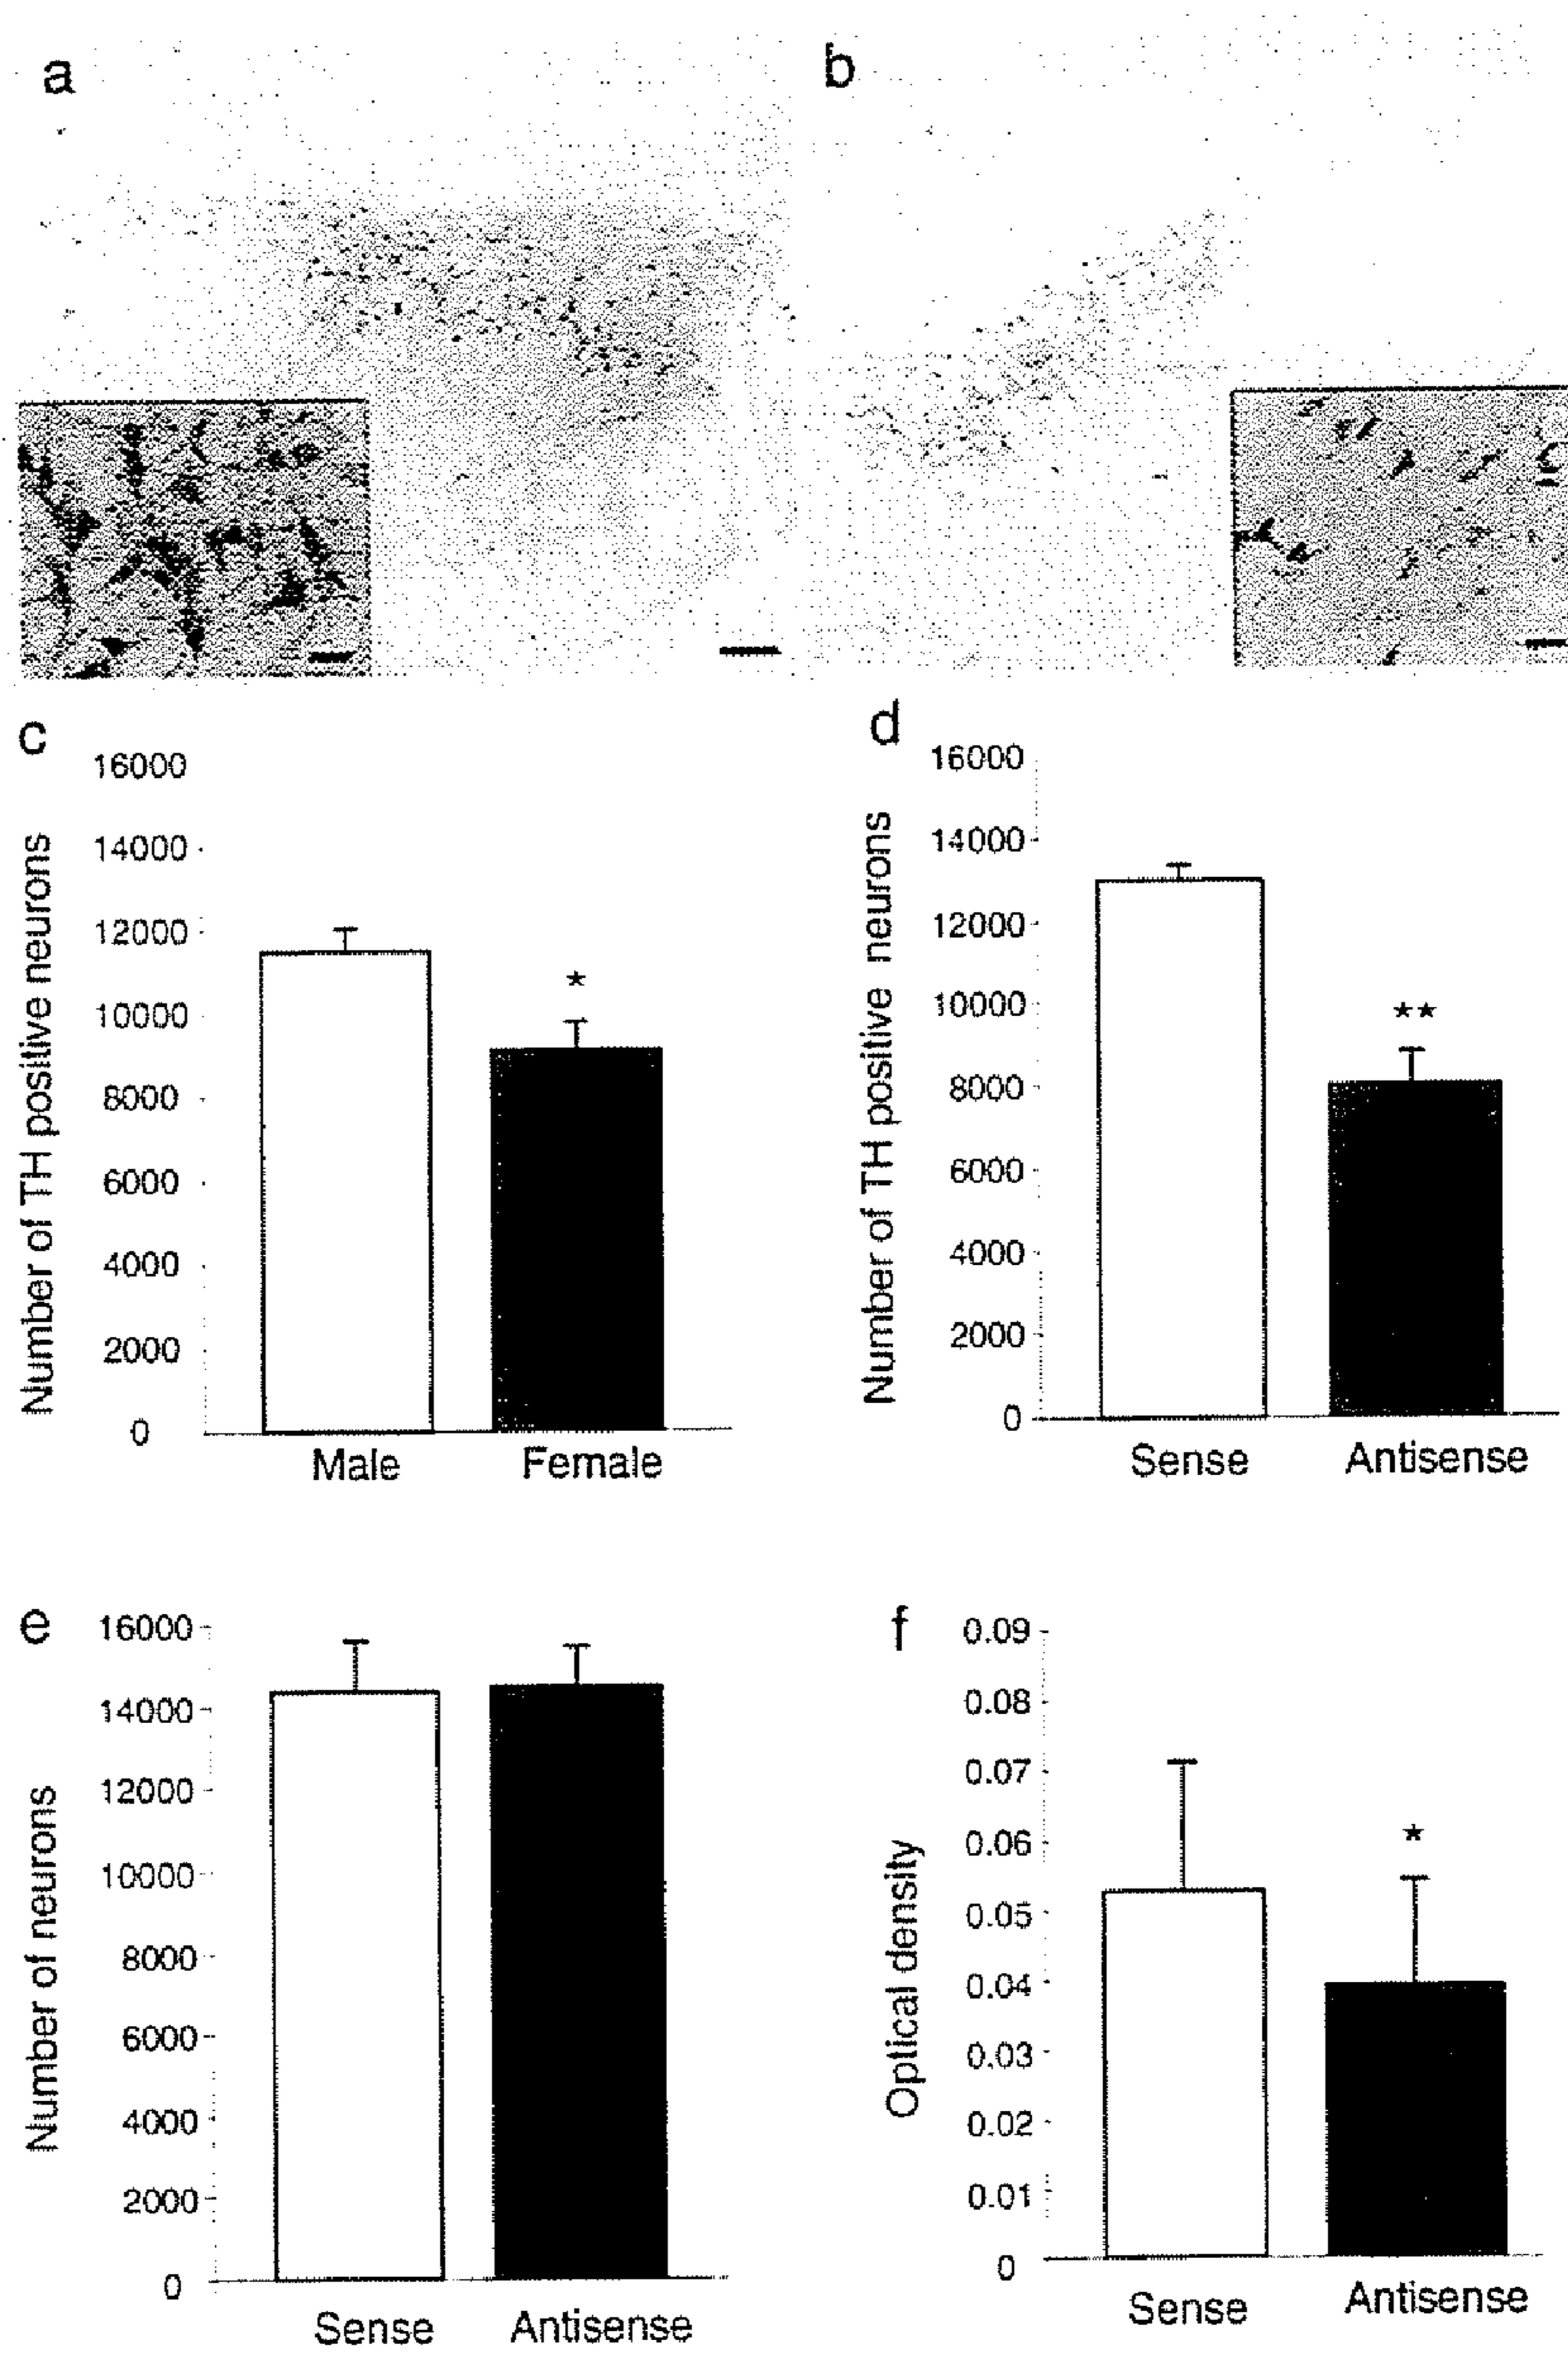 a
b
c
16000
14000
12000
10000
8000
6000
4000
2000
0
Number of TH positive neurons
Male
Female
*
d
16000
14000
12000
10000
8000
6000
4000
2000
0
Number of TH positive neurons
Sense
Antisense
**
e
16000
14000
12000
10000
8000
6000
4000
2000
0
Number of neurons
Sense
Antisense
f
0.09
0.08
0.07
0.06
0.05
0.04
0.03
0.02
0.01
0
Optical density
Sense
Antisense
*